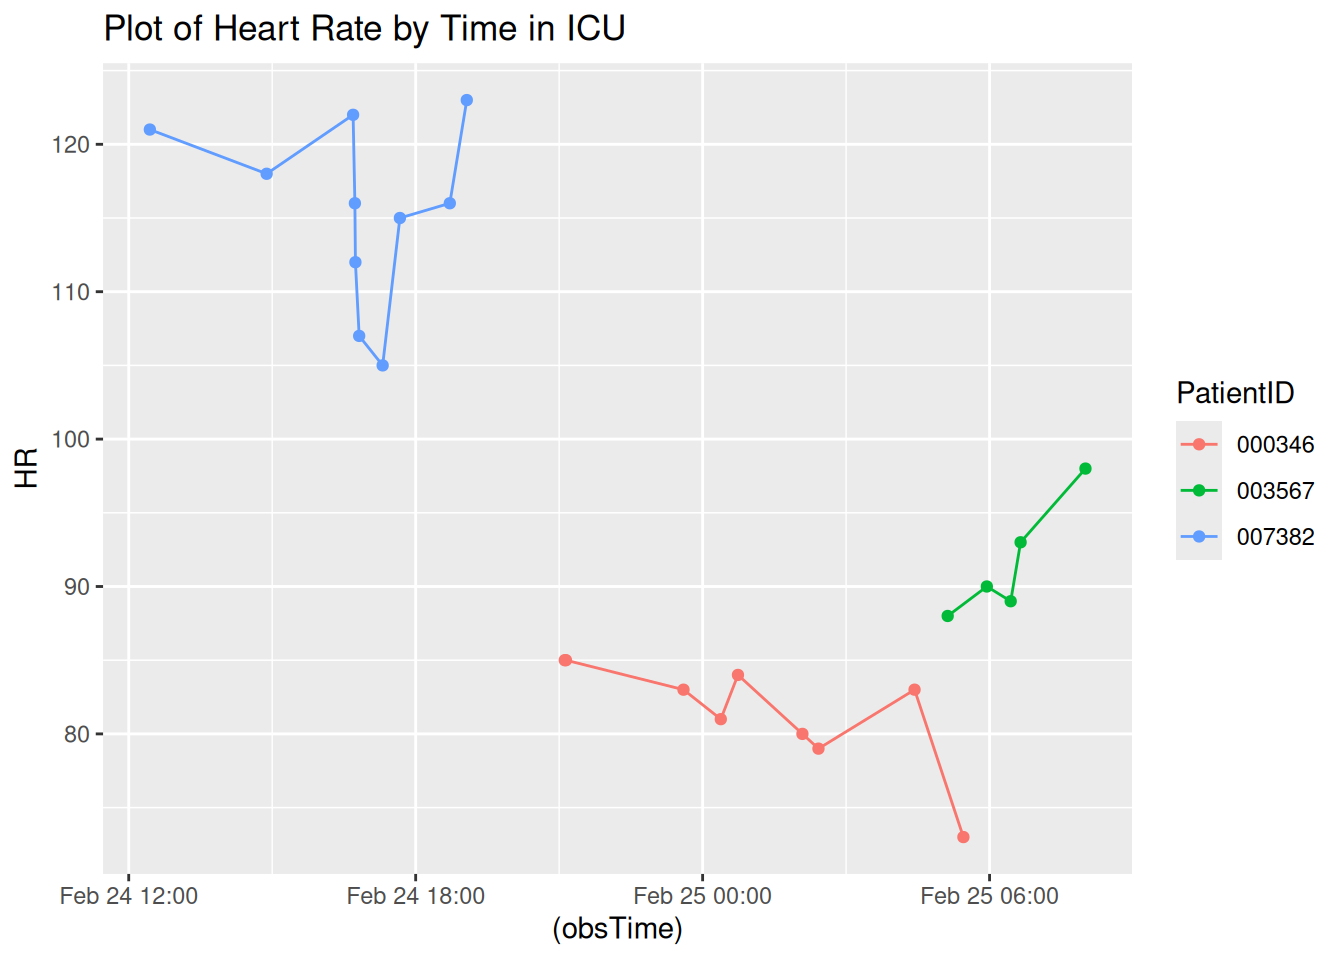 Plot of Heart Rate by Time in ICU
HR
120
110
100
90
80
Feb 24 12:00
Feb 24 18:00
Feb 25 00:00
Feb 25 06:00
(obsTime)
PatientID
000346
003567
007382